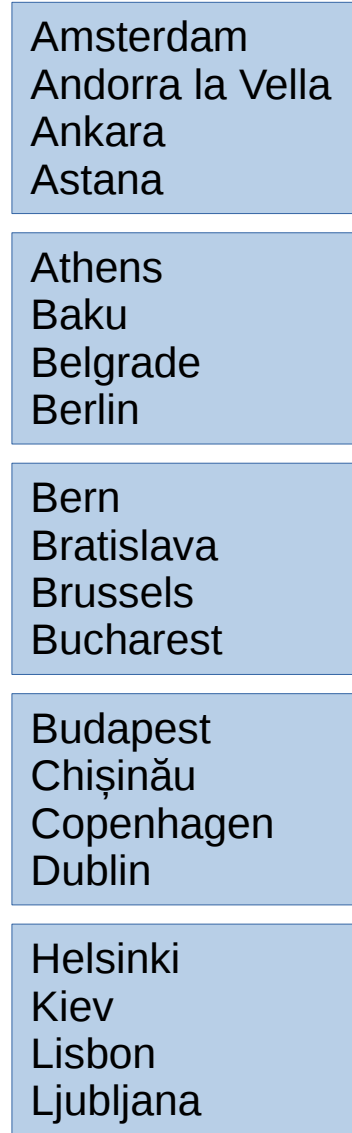 Amsterdam
Andorra la Vella
Ankara
Astana
Athens
Baku
Belgrade
Berlin
Bern
Bratislava
Brussels
Bucharest
Budapest
Chișinău
Copenhagen
Dublin
Helsinki
Kiev
Lisbon
Ljubljana